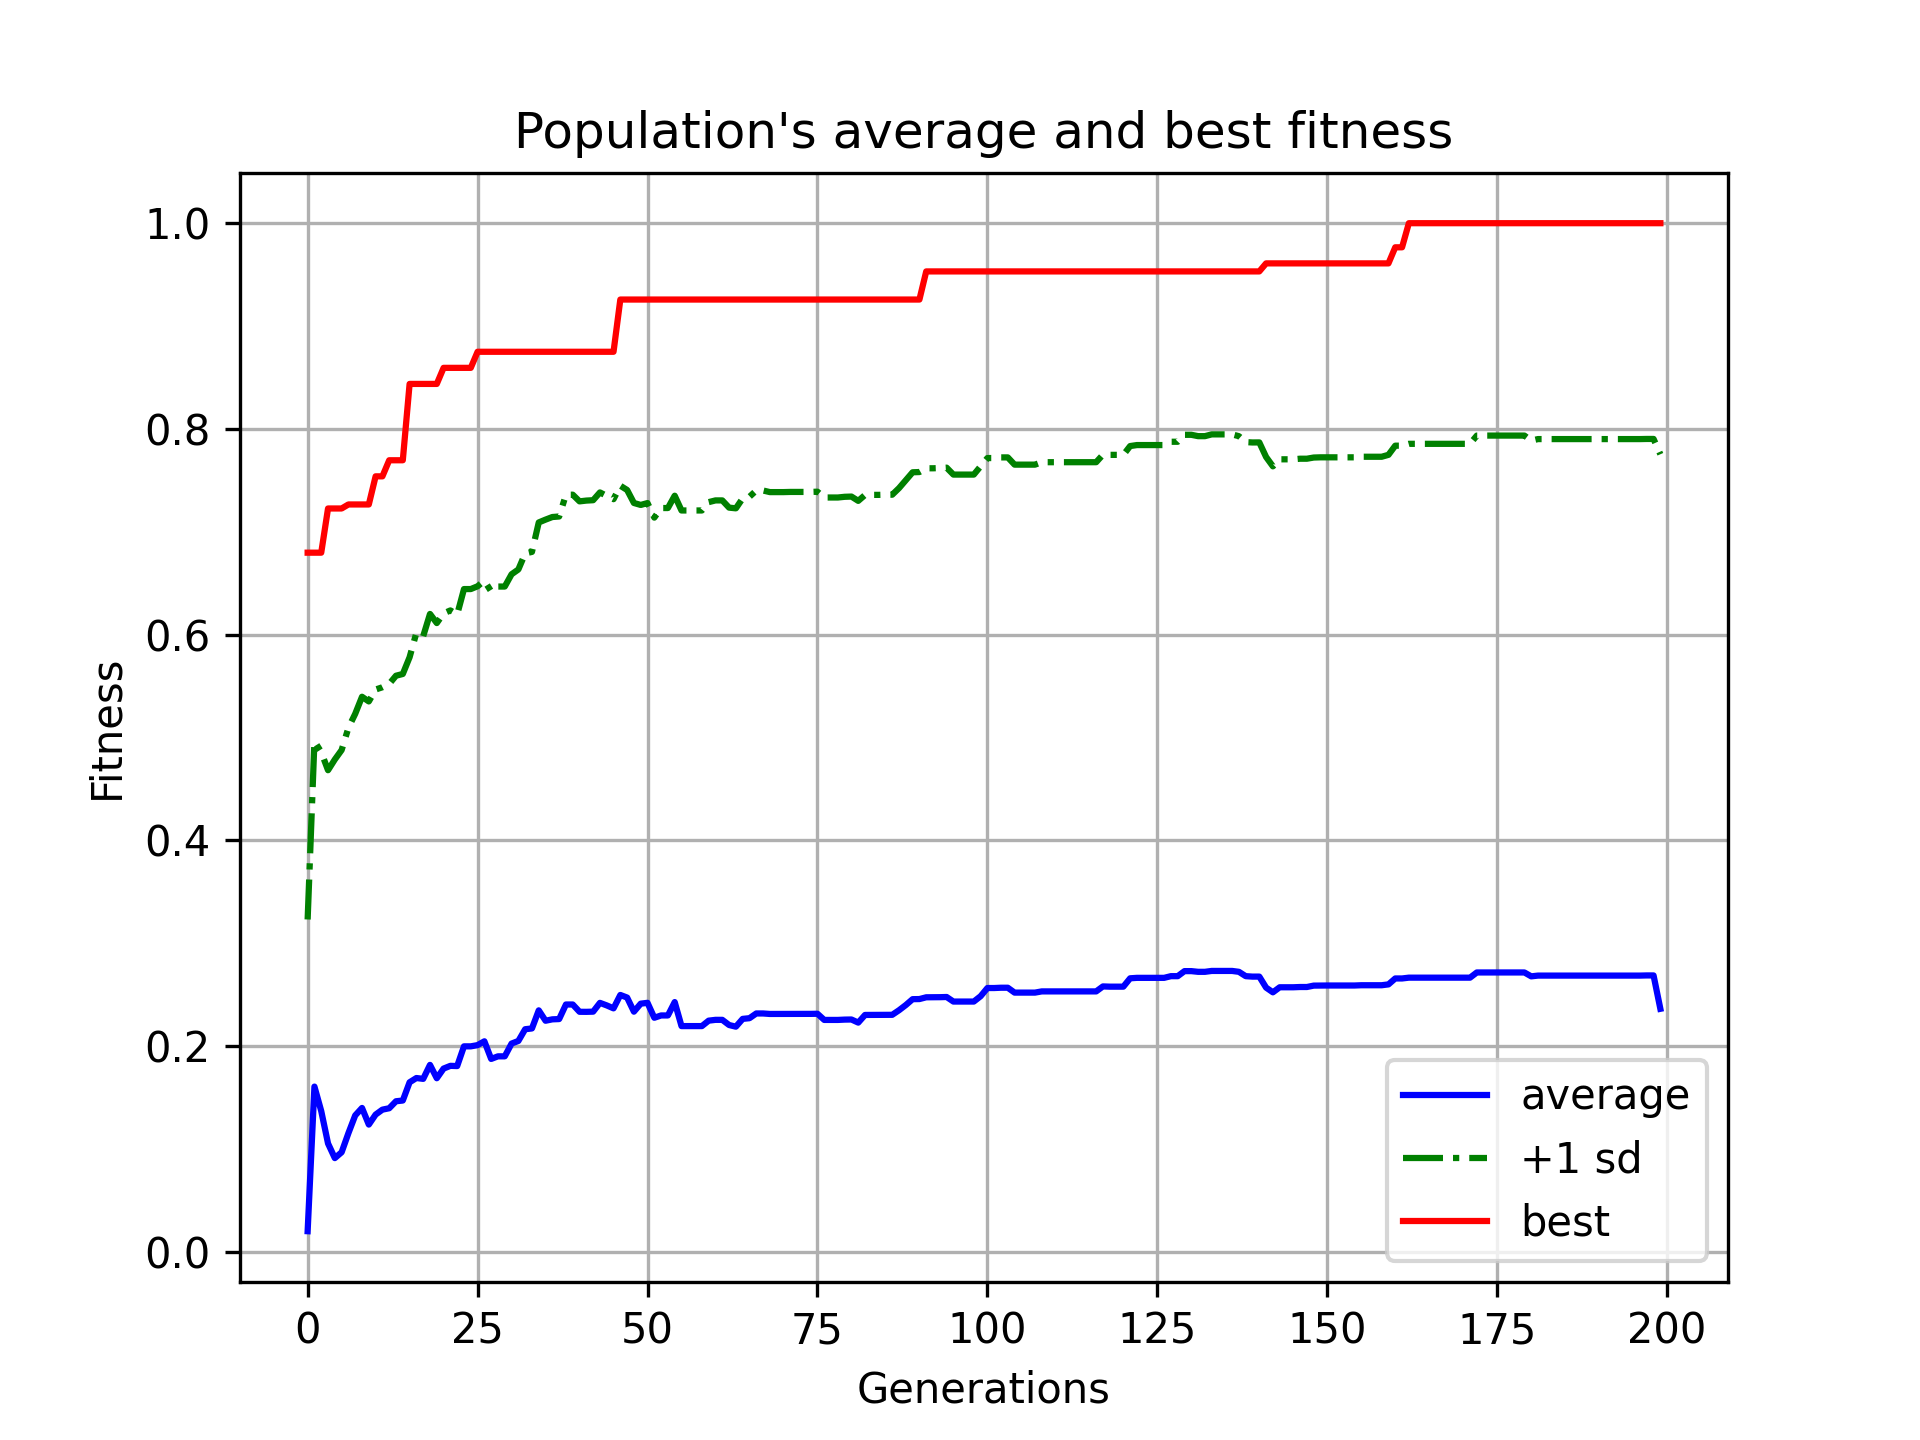 Population's average and best fitness
1.0
0.8
0.6
0.4
0.2
0.0
Fitness
0 25 50 75 100 125 150 175 200
Generations
average
+1 sd
best